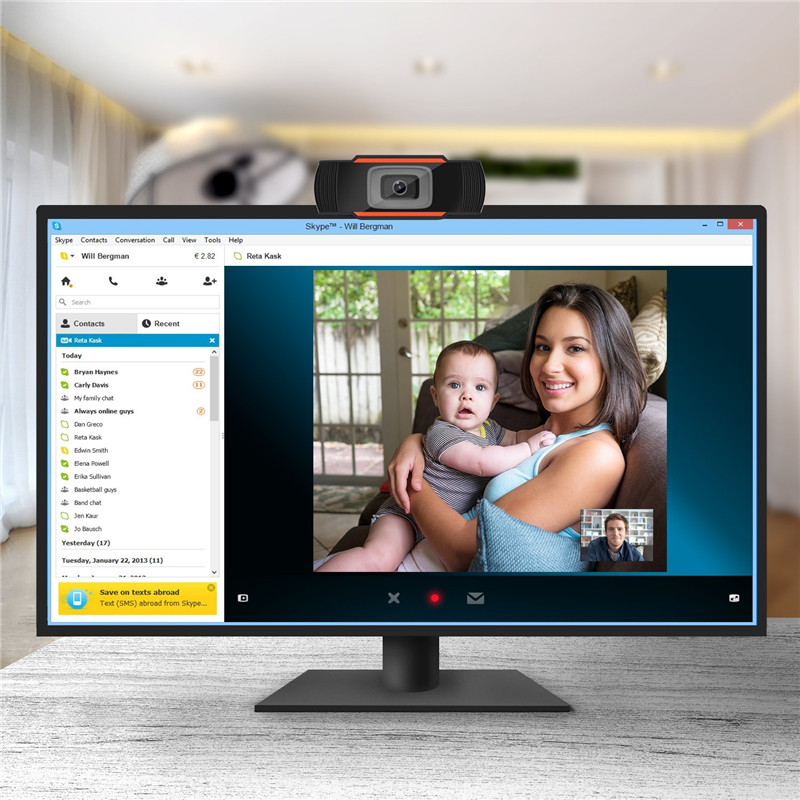 Skype™ - Will Bergman
Skype Contacts Conversation Call View Tools Help
Will Bergman € 2.82
Reta Kask
Search
Contacts
Recent
Reta Kask
Today
Bryan Haynes 22
Carly Davis 11
My family chat
Always online guys 2
Dan Greco
Reta Kask
Edwin Smith
Elena Powell
Erika Sullivan
Basketball guys
Band chat
Jen Kaur
Jo Bausch
Yesterday (17)
Tuesday, January 22, 2013 (11)
Save on texts abroad
Text (SMS) abroad from Skype...